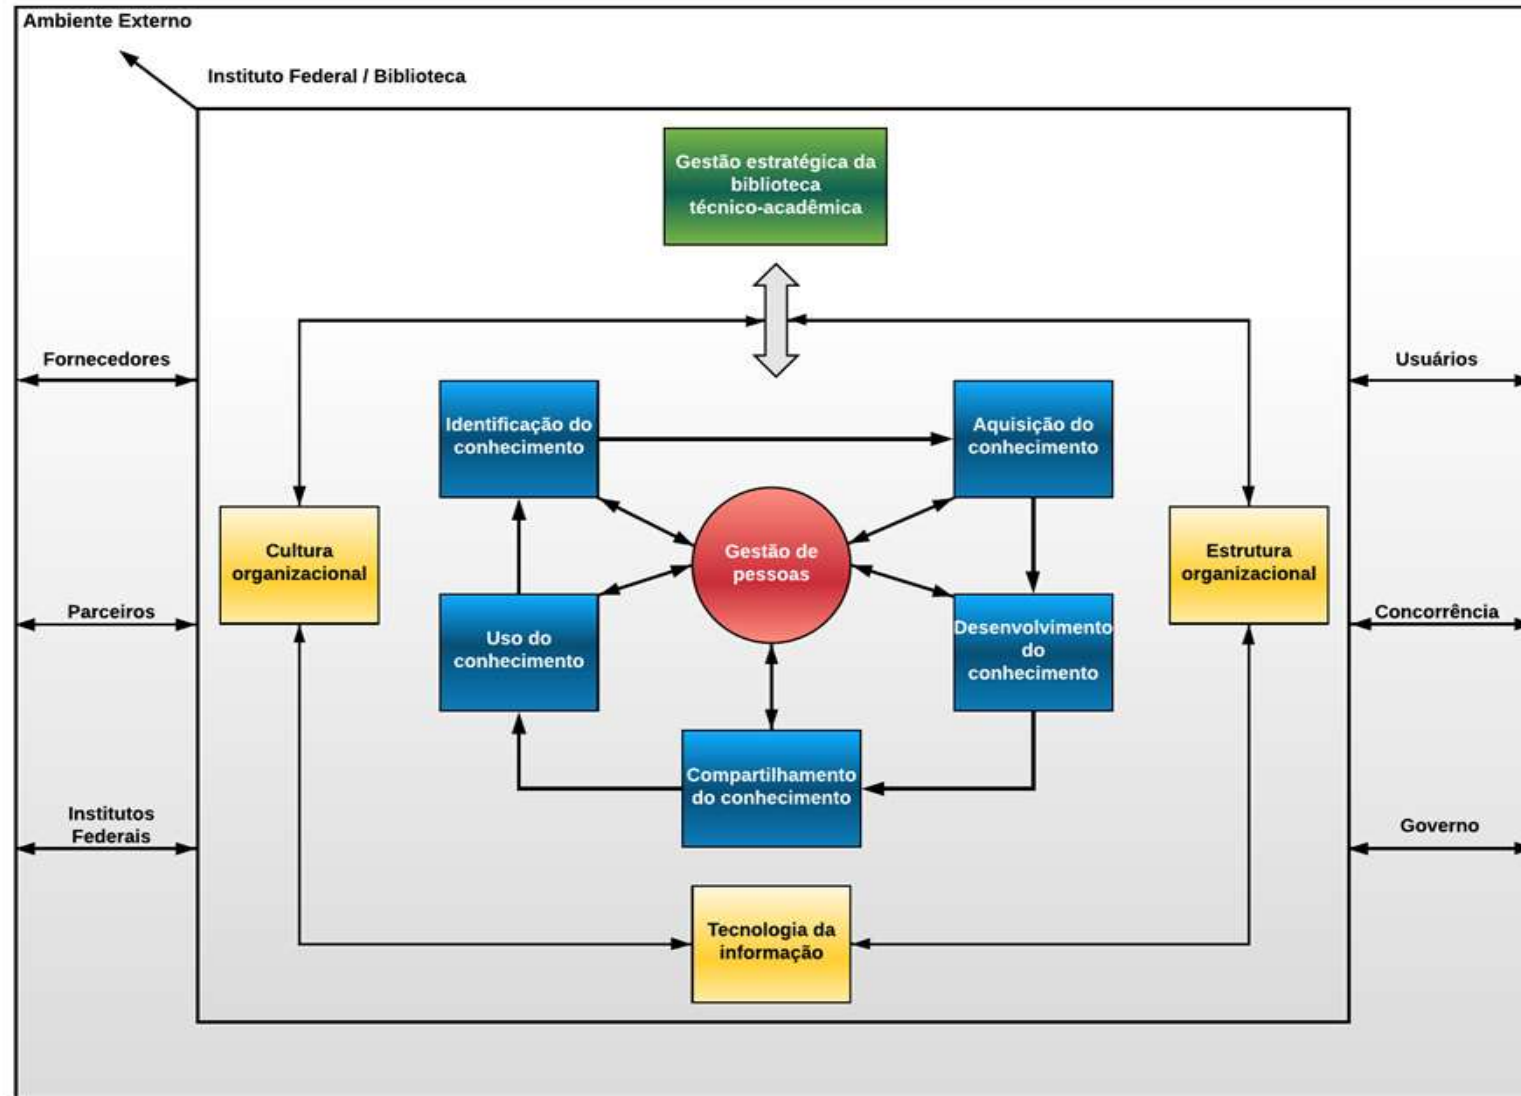 Ambiente Externo
Instituto Federal / Biblioteca
Gestão estratégica da
biblioteca
técnico-acadêmica
Fornecedores
Usuários
Identificação do
conhecimento
Aquisição do
conhecimento
Cultura
organizacional
Gestão de
pessoas
Estrutura
organizacional
Parceiros
Concorrência
Uso do
conhecimento
Desenvolvimento
do
conhecimento
Compartilhamento
do conhecimento
Institutos
Federais
Governo
Tecnologia da
informação